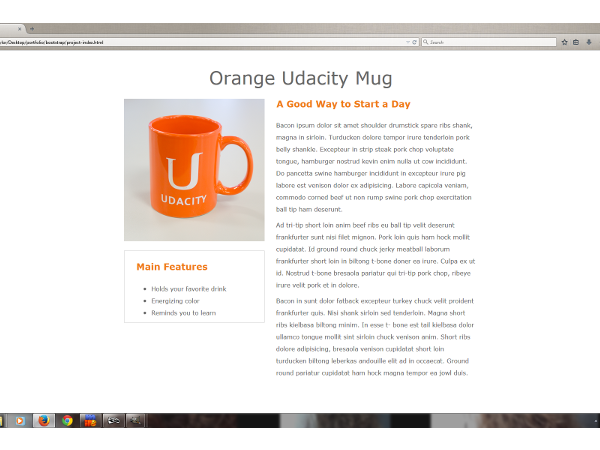 Search
Orange Udacity Mug
U
UDACITY
A Good Way to Start a Day
Bacon ipsum dolor sit amet shoulder drumstick spare ribs shank,
magna in sirloin. Turducken dolore tempor irure tenderloin pork
belly shankle. Excepteur in strip steak pork chop voluptate
tongue, hamburger nostrud kevin enim nulla ut cow incididunt.
Do pancetta swine hamburger incididunt in excepteur irure pig
labore est venison dolor ex adipisicing. Labore capicola veniam,
commodo corned beef ut non rump swine pork chop exercitation
ball tip ham deserunt.
Ad tri-tip short loin anim beef ribs eu ball tip velit deserunt
frankfurter sunt nisi filet mignon. Pork loin quis ham hock mollit
cupidatat. Id ground round chuck jerky meatball laborum
frankfurter short loin in biltong t-bone doner ea irure. Culpa ex ut
id. Nostrud t-bone bresaola pariatur qui tri-tip pork chop, ribeye
irure velit pork et in dolore.
Bacon in sunt dolor fatback excepteur turkey chuck velit proident
frankfurter quis. Nisi shank sirloin sed tenderloin. Magna short
ribs kielbasa biltong minim. In esse t- bone est tail kielbasa dolor
ullamco tongue mollit sint sirloin chuck venison anim. Short ribs
dolore adipisicing, bresaola venison cupidatat short loin
turducken biltong leberkas andouille elit ad in occaecat. Ground
round pariatur cupidatat ham hock magna tempor ea jowl duis.
Main Features
Holds your favorite drink
Energizing color
Reminds you to learn